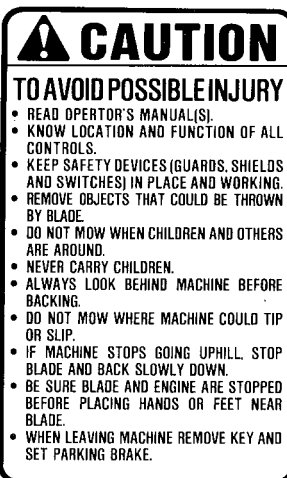 CAUTION
TO AVOID POSSIBLE INJURY
• READ OPERTOR'S MANUAL(S).
• KNOW LOCATION AND FUNCTION OF ALL
CONTROLS.
• KEEP SAFETY DEVICES (GUARDS, SHIELDS
AND SWITCHES) IN PLACE AND WORKING.
• REMOVE OBJECTS THAT COULD BE THROWN
BY BLADE.
• DO NOT MOW WHEN CHILDREN AND OTHERS
ARE AROUND.
• NEVER CARRY CHILDREN.
• ALWAYS LOOK BEHIND MACHINE BEFORE
BACKING.
• DO NOT MOW WHERE MACHINE COULD TIP
OR SLIP.
• IF MACHINE STOPS GOING UPHILL, STOP
BLADE AND BACK SLOWLY DOWN.
• BE SURE BLADE AND ENGINE ARE STOPPED
BEFORE PLACING HANDS OR FEET NEAR
BLADE.
• WHEN LEAVING MACHINE REMOVE KEY AND
SET PARKING BRAKE.